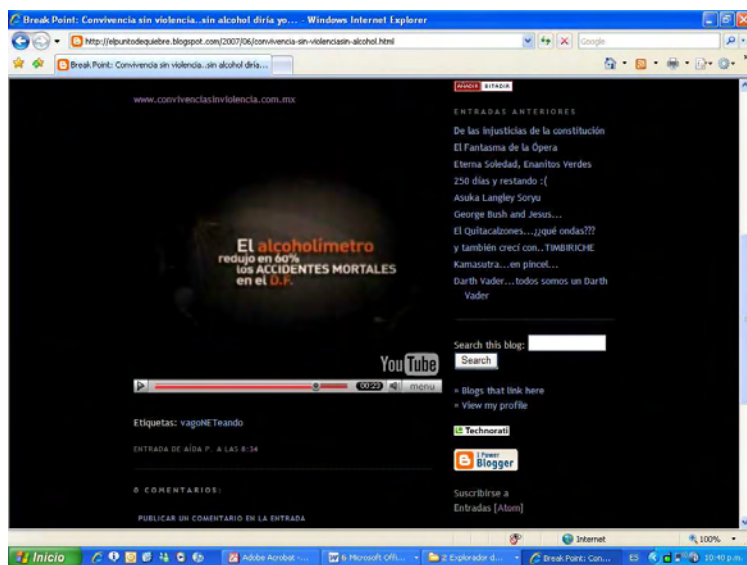 Break Point: Convivencia sin violencia..sin alcohol diría yo... - Windows Internet Explorer
http://elpuntodequiebre.blogspot.com/2007/06/convivencia-sin-violenciasin-alcohol.html
Google
Break Point: Convivencia sin violencia..sin alcohol diría...
www.convivenciasinviolencia.com.mx
El alcoholímetro
redujo en 60%
los ACCIDENTES MORTALES
en el D.F.
YouTube
00:29
menu
Etiquetas: vagoNETeando
ENTRADA DE AÍDA P. A LAS 8:34
0 COMENTARIOS:
PUBLICAR UN COMENTARIO EN LA ENTRADA
AÑADIR BITADIR
ENTRADAS ANTERIORES
De las injusticias de la constitución
El Fantasma de la Ópera
Eterna Soledad, Enanitos Verdes
250 días y restando :(
Asuka Langley Soryu
George Bush and Jesus...
El Quitacalzones...¿¿qué ondas???
y también crecí con..TIMBIRICHE
Kamasutra...en pincel...
Darth Vader...todos somos un Darth
Vader
Search this blog:
Search
» Blogs that link here
» View my profile
Technorati
I Power
Blogger
Suscribirse a
Entradas [Atom]
Internet
100%
Inicio
Adobe Acrobat -...
6 Microsoft Offi...
2 Explorador d...
Break Point: Con...
ES
10:40 p.m.